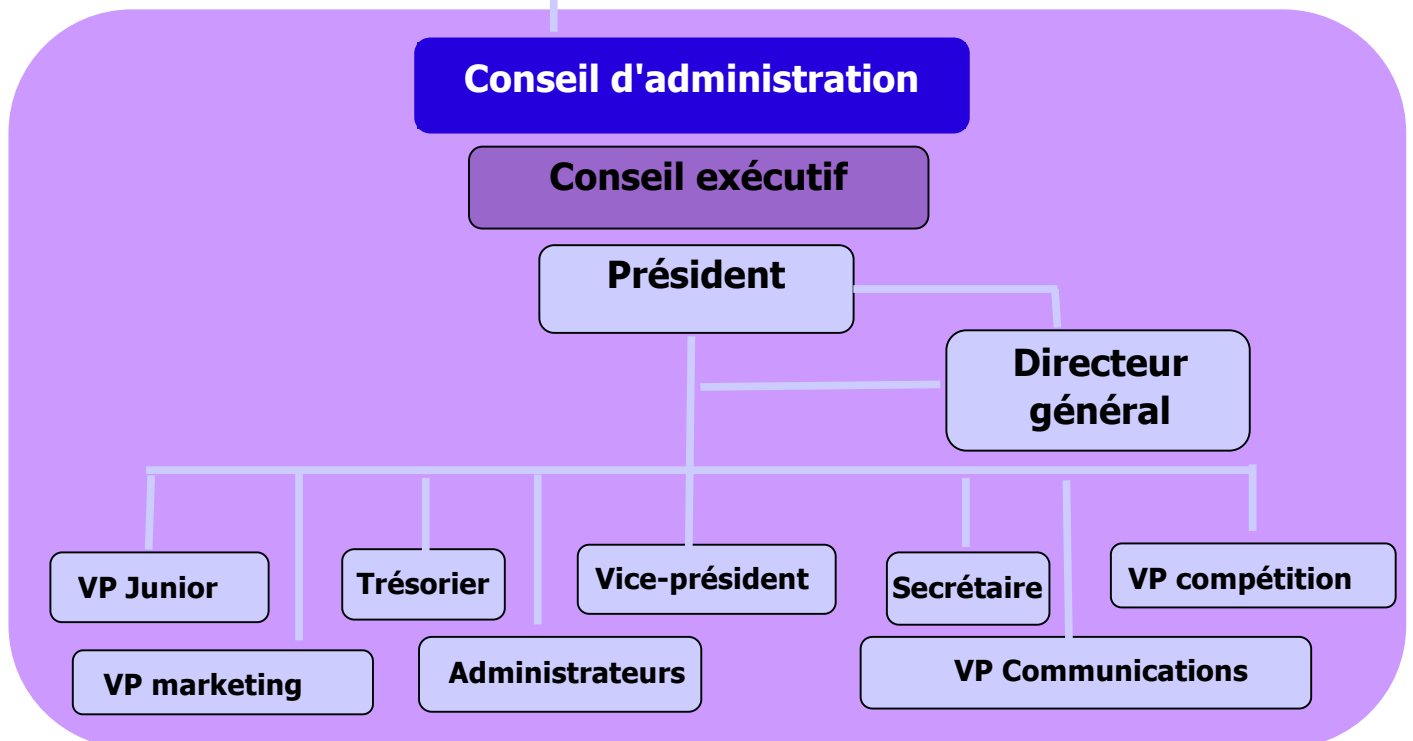 Conseil d'administration
Conseil exécutif
Président
Directeur
général
VP Junior
Trésorier
Vice-président
Secrétaire
VP compétition
VP marketing
Administrateurs
VP Communications